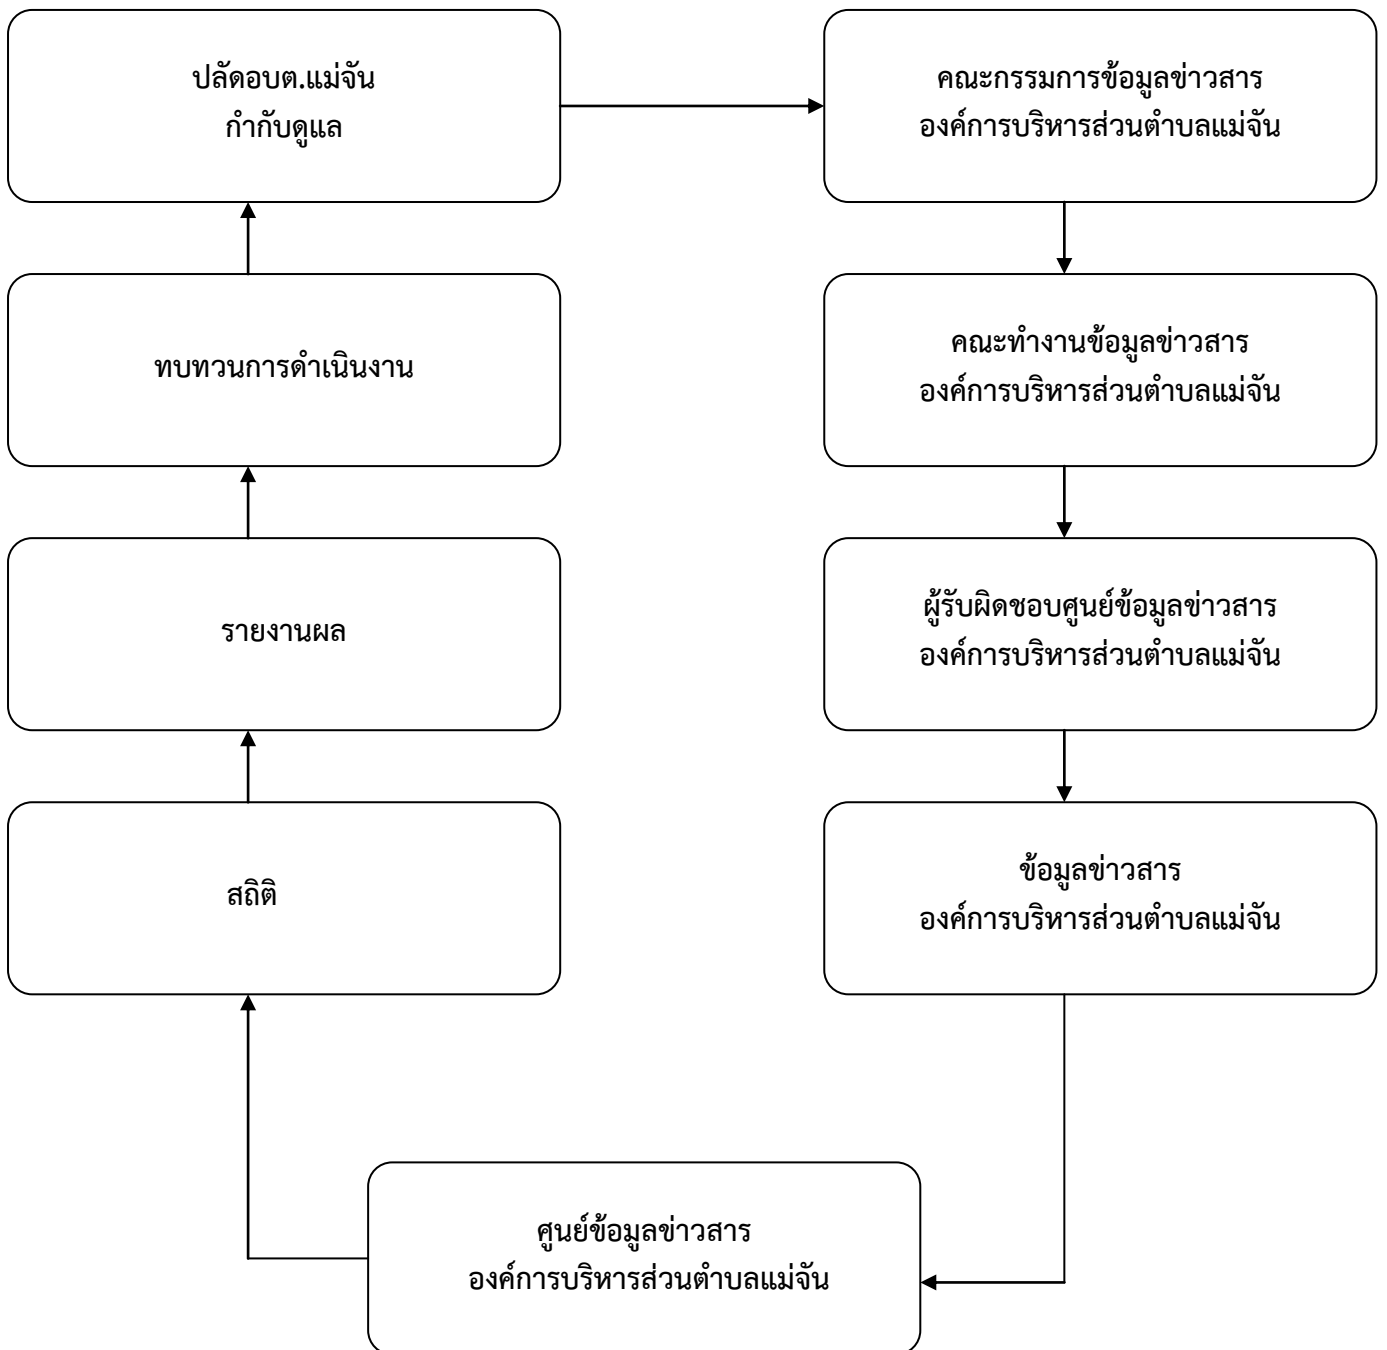 ปลัดอบต.แม่จัน
กำกับดูแล
คณะกรรมการข้อมูลข่าวสาร
องค์การบริหารส่วนตำบลแม่จัน
ทบทวนการดำเนินงาน
คณะทำงานข้อมูลข่าวสาร
องค์การบริหารส่วนตำบลแม่จัน
รายงานผล
ผู้รับผิดชอบศูนย์ข้อมูลข่าวสาร
องค์การบริหารส่วนตำบลแม่จัน
สถิติ
ข้อมูลข่าวสาร
องค์การบริหารส่วนตำบลแม่จัน
ศูนย์ข้อมูลข่าวสาร
องค์การบริหารส่วนตำบลแม่จัน